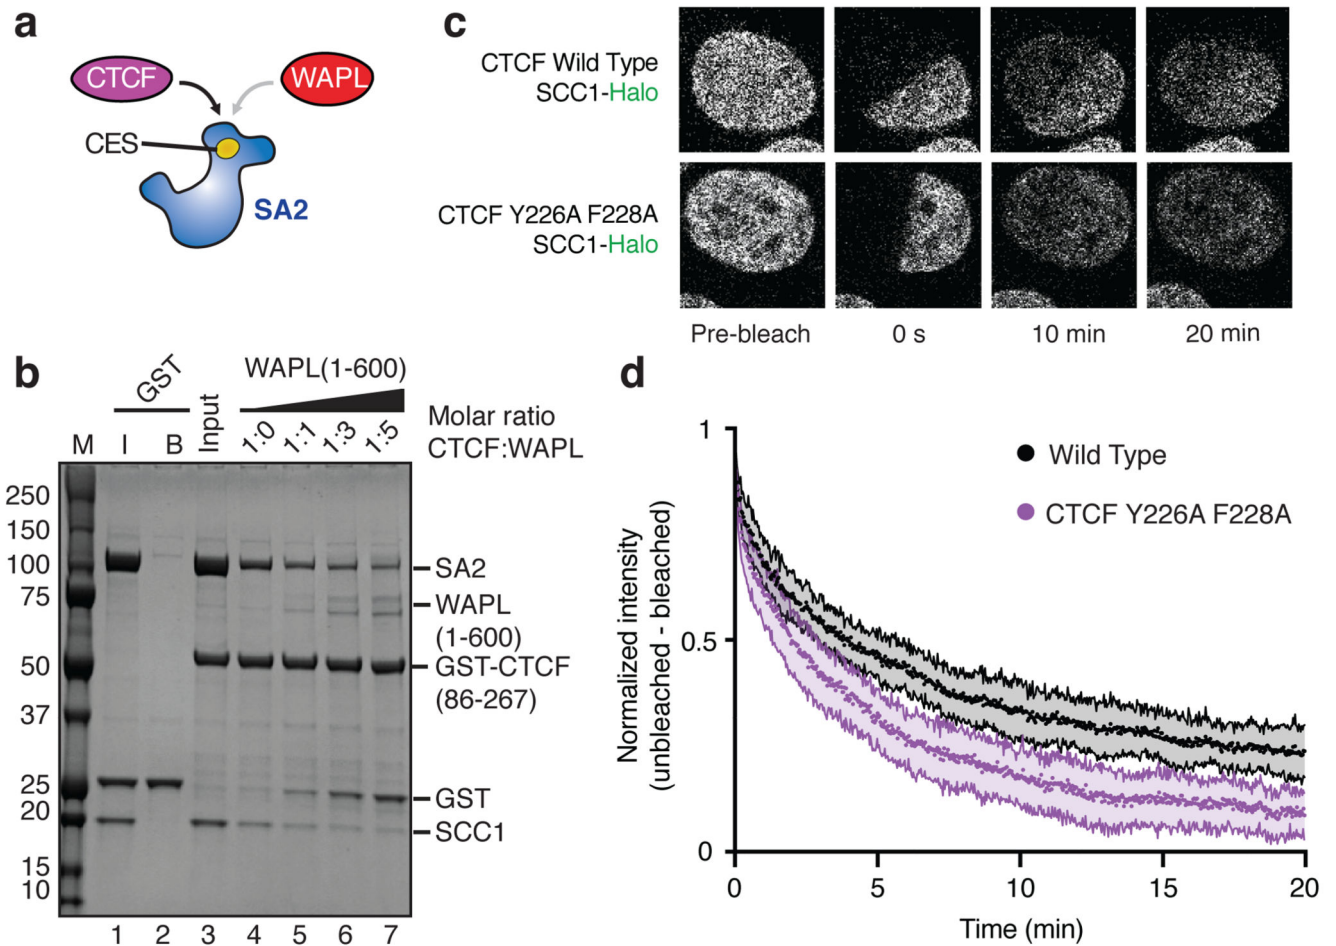 a
CTCF
WAPL
CES
SA2
c
CTCF Wild Type
SCC1-Halo
CTCF Y226A F228A
SCC1-Halo
Pre-bleach
0 s
10 min
20 min
b
GST
WAPL(1-600)
M
I
B
Input
1:0
1:1
1:3
1:5
Molar ratio
CTCF:WAPL
250
150
100
75
50
37
25
20
15
10
SA2
WAPL
(1-600)
GST-CTCF
(86-267)
GST
SCC1
1 2 3 4 5 6 7
d
Normalized intensity
(unbleached - bleached)
1
0.5
0
Wild Type
CTCF Y226A F228A
0 5 10 15 20
Time (min)